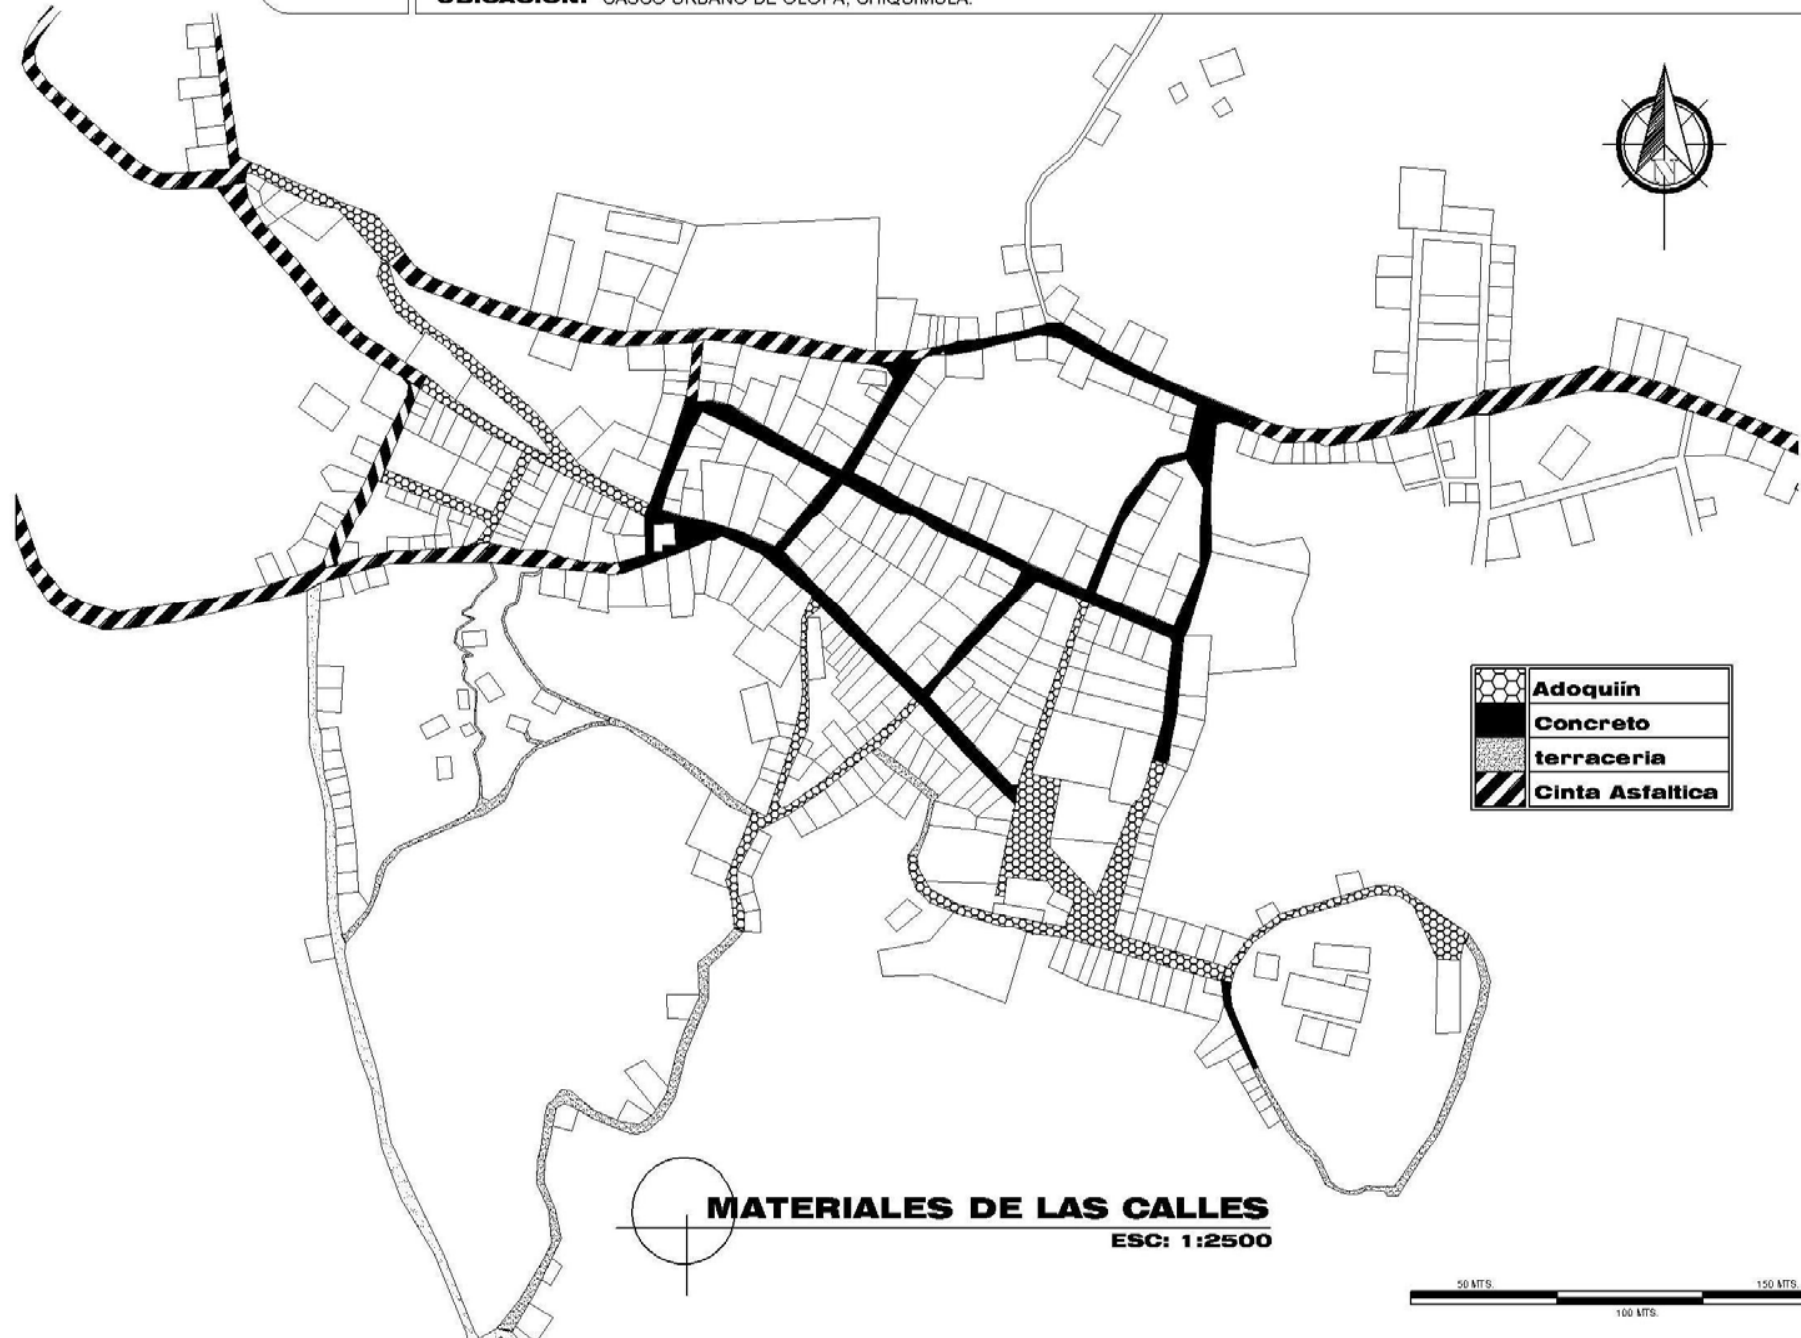 UBICACION: CASCO URBANO DE OLOPA, CHIQUIMULA.
N
Adoquiín
Concreto
terraceria
Cinta Asfaltica
MATERIALES DE LAS CALLES
ESC: 1:2500
50 MTS. 150 MTS.
100 MTS.